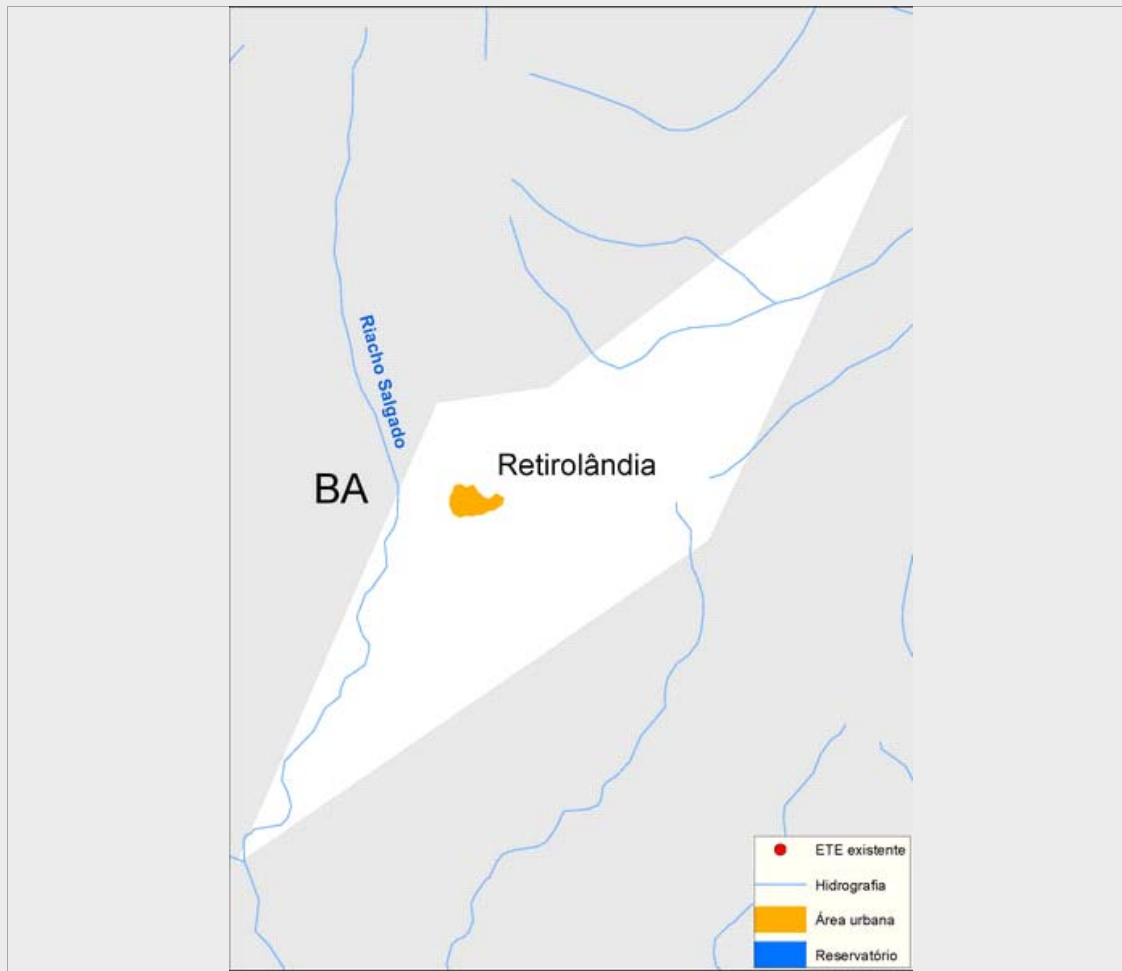 Riacho Salgado
Retirolândia
BA
ETE existente
Hidrografia
Área urbana
Reservatório